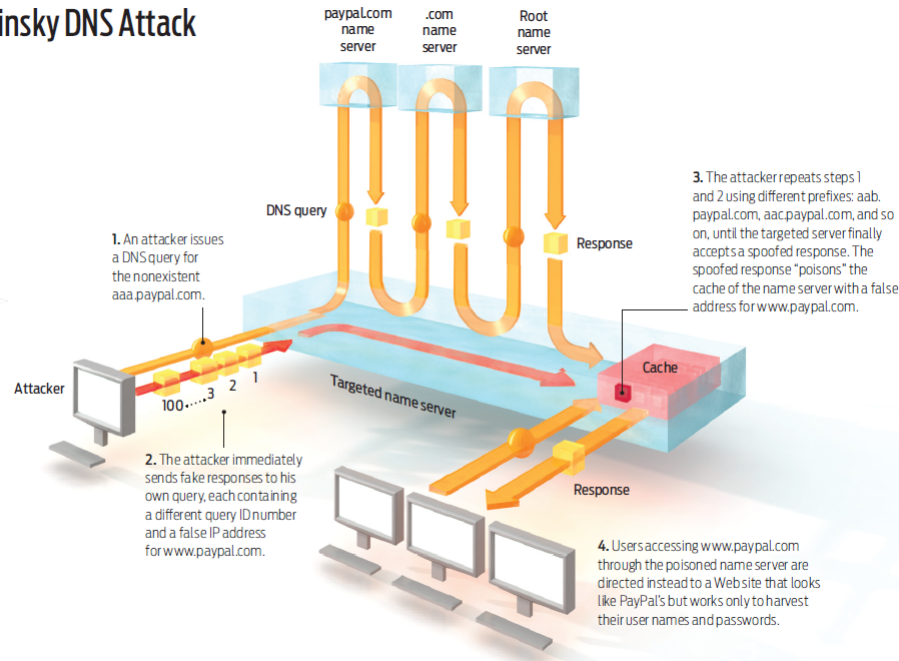 insky DNS Attack
paypal.com
name
server
.com
name
server
Root
name
server
DNS query
Response
1. An attacker issues
a DNS query for
the nonexistent
aaa.paypal.com.
3. The attacker repeats steps 1
and 2 using different prefixes: aab.
paypal.com, aac.paypal.com, and so
on, until the targeted server finally
accepts a spoofed response. The
spoofed response “poisons” the
cache of the name server with a false
address for www.paypal.com.
Attacker
100.....3 2 1
Targeted name server
Cache
2. The attacker immediately
sends fake responses to his
own query, each containing
a different query ID number
and a false IP address
for www.paypal.com.
Response
4. Users accessing www.paypal.com
through the poisoned name server are
directed instead to a Web site that looks
like PayPal’s but works only to harvest
their user names and passwords.